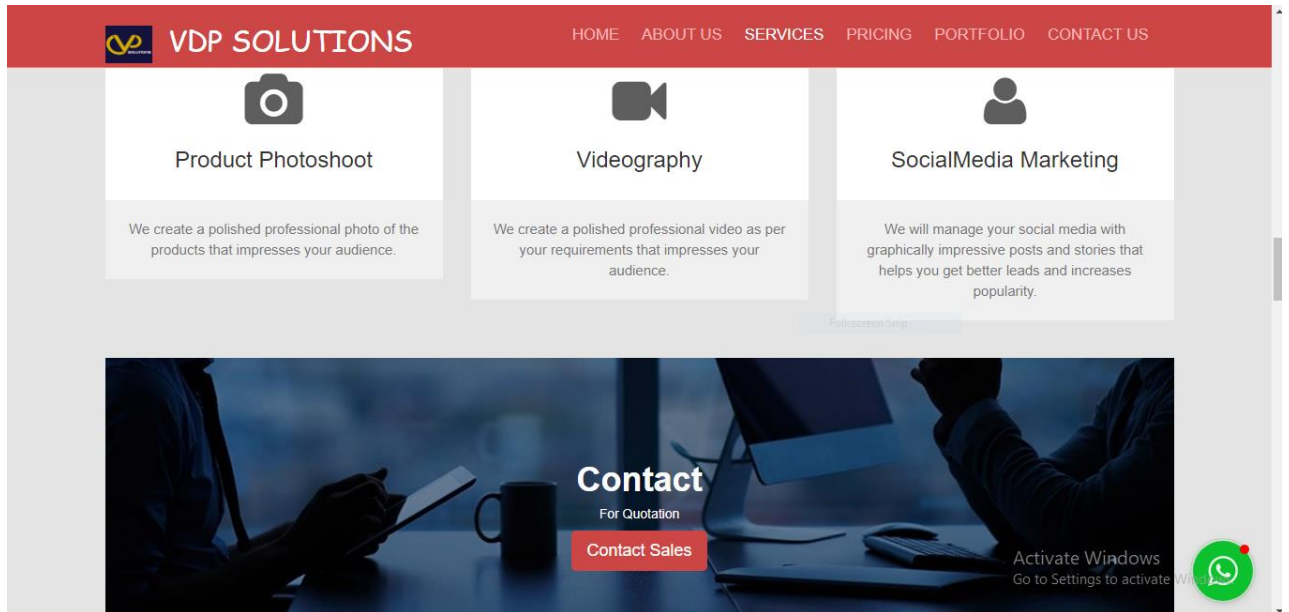 VDP SOLUTIONS
HOME ABOUT US SERVICES PRICING PORTFOLIO CONTACT US
Product Photoshoot
We create a polished professional photo of the
products that impresses your audience.
Videography
We create a polished professional video as per
your requirements that impresses your
audience.
SocialMedia Marketing
We will manage your social media with
graphically impressive posts and stories that
helps you get better leads and increases
popularity.
Full-screen Snip
Contact
For Quotation
Contact Sales
Activate Windows
Go to Settings to activate